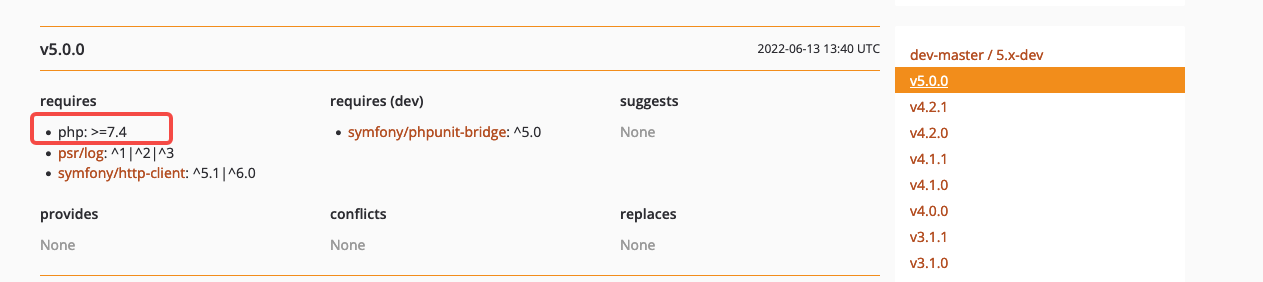 v5.0.0
2022-06-13 13:40 UTC
requires
php: >=7.4
psr/log: ^1|^2|^3
symfony/http-client: ^5.1|^6.0
requires (dev)
symfony/phpunit-bridge: ^5.0
suggests
None
provides
None
conflicts
None
replaces
None
dev-master / 5.x-dev
v5.0.0
v4.2.1
v4.2.0
v4.1.1
v4.1.0
v4.0.0
v3.1.1
v3.1.0